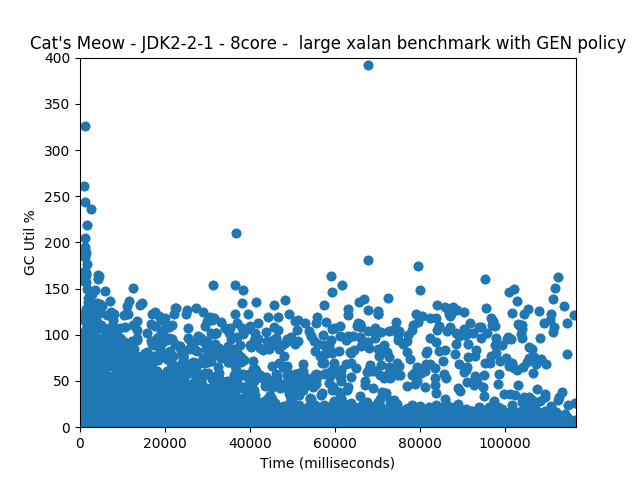 Cat's Meow - JDK2-2-1 - 8core -  large xalan benchmark with GEN policy
400
350
300
250
200
150
100
50
0
GC Util %
0 20000 40000 60000 80000 100000
Time (milliseconds)